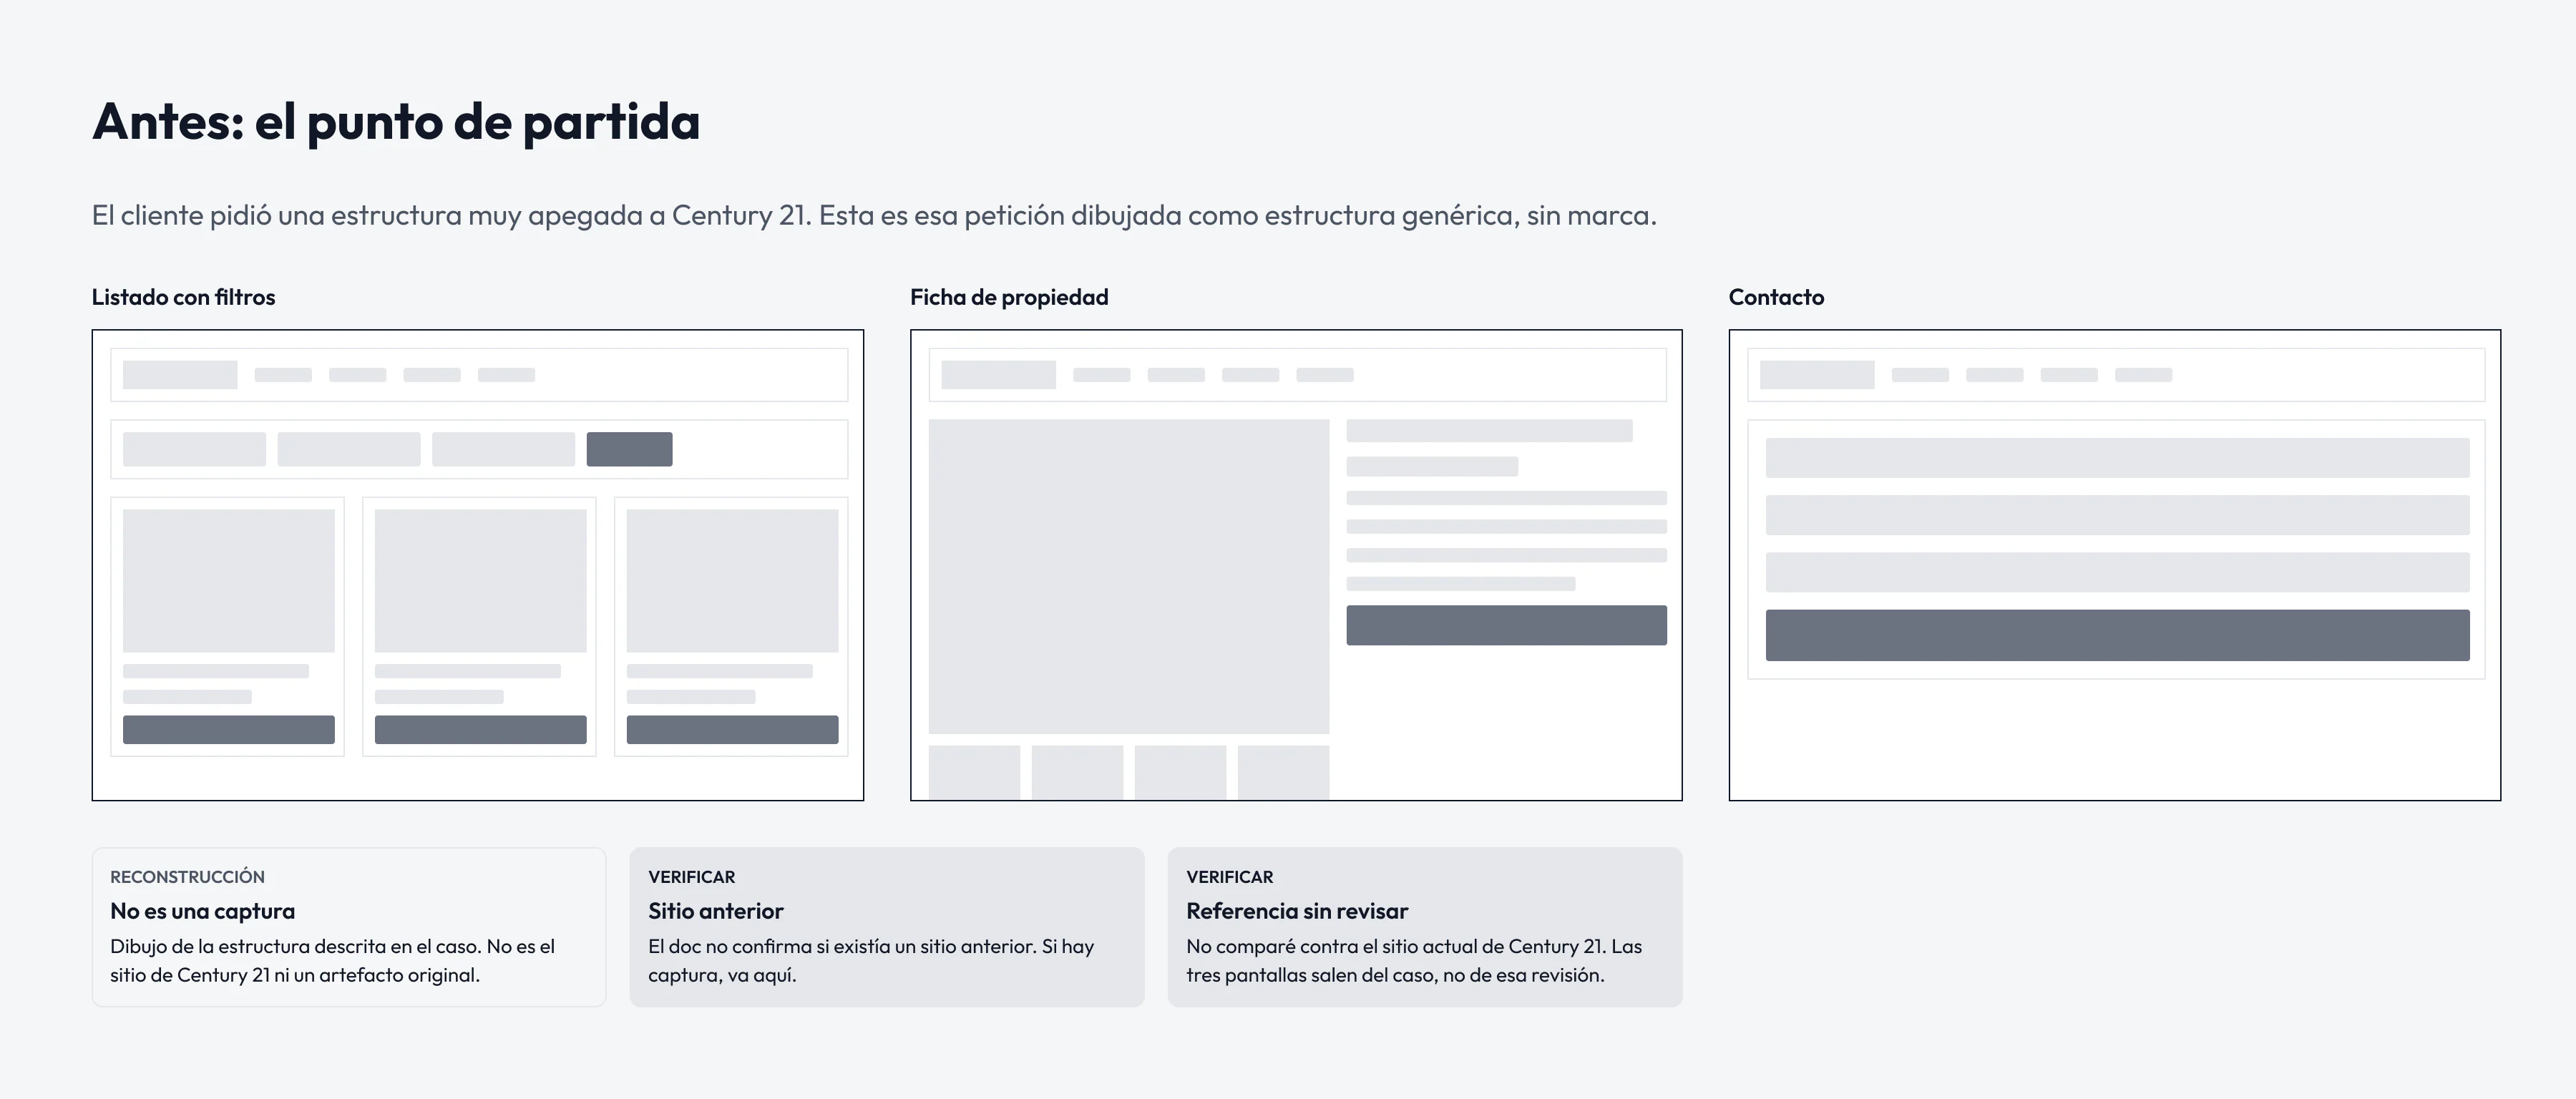 Antes: el punto de partida
El cliente pidió una estructura muy apegada a Century 21. Esta es esa petición dibujada como estructura genérica, sin marca.
Listado con filtros
Ficha de propiedad
Contacto
RECONSTRUCCIÓN
No es una captura
Dibujo de la estructura descrita en el caso. No es el
sitio de Century 21 ni un artefacto original.
VERIFICAR
Sitio anterior
El doc no confirma si existía un sitio anterior. Si hay
captura, va aquí.
VERIFICAR
Referencia sin revisar
No comparé contra el sitio actual de Century 21. Las
tres pantallas salen del caso, no de esa revisión.